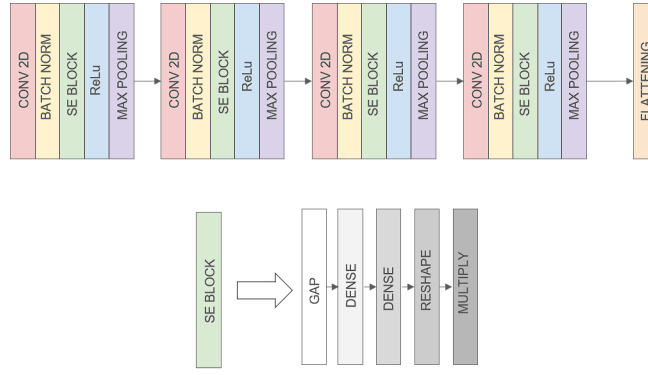 CONV 2D
BATCH NORM
SE BLOCK
ReLu
MAX POOLING
CONV 2D
BATCH NORM
SE BLOCK
ReLu
MAX POOLING
CONV 2D
BATCH NORM
SE BLOCK
ReLu
MAX POOLING
CONV 2D
BATCH NORM
SE BLOCK
ReLu
MAX POOLING
FLATTENING
SE BLOCK
GAP
DENSE
DENSE
RESHAPE
MULTIPLY